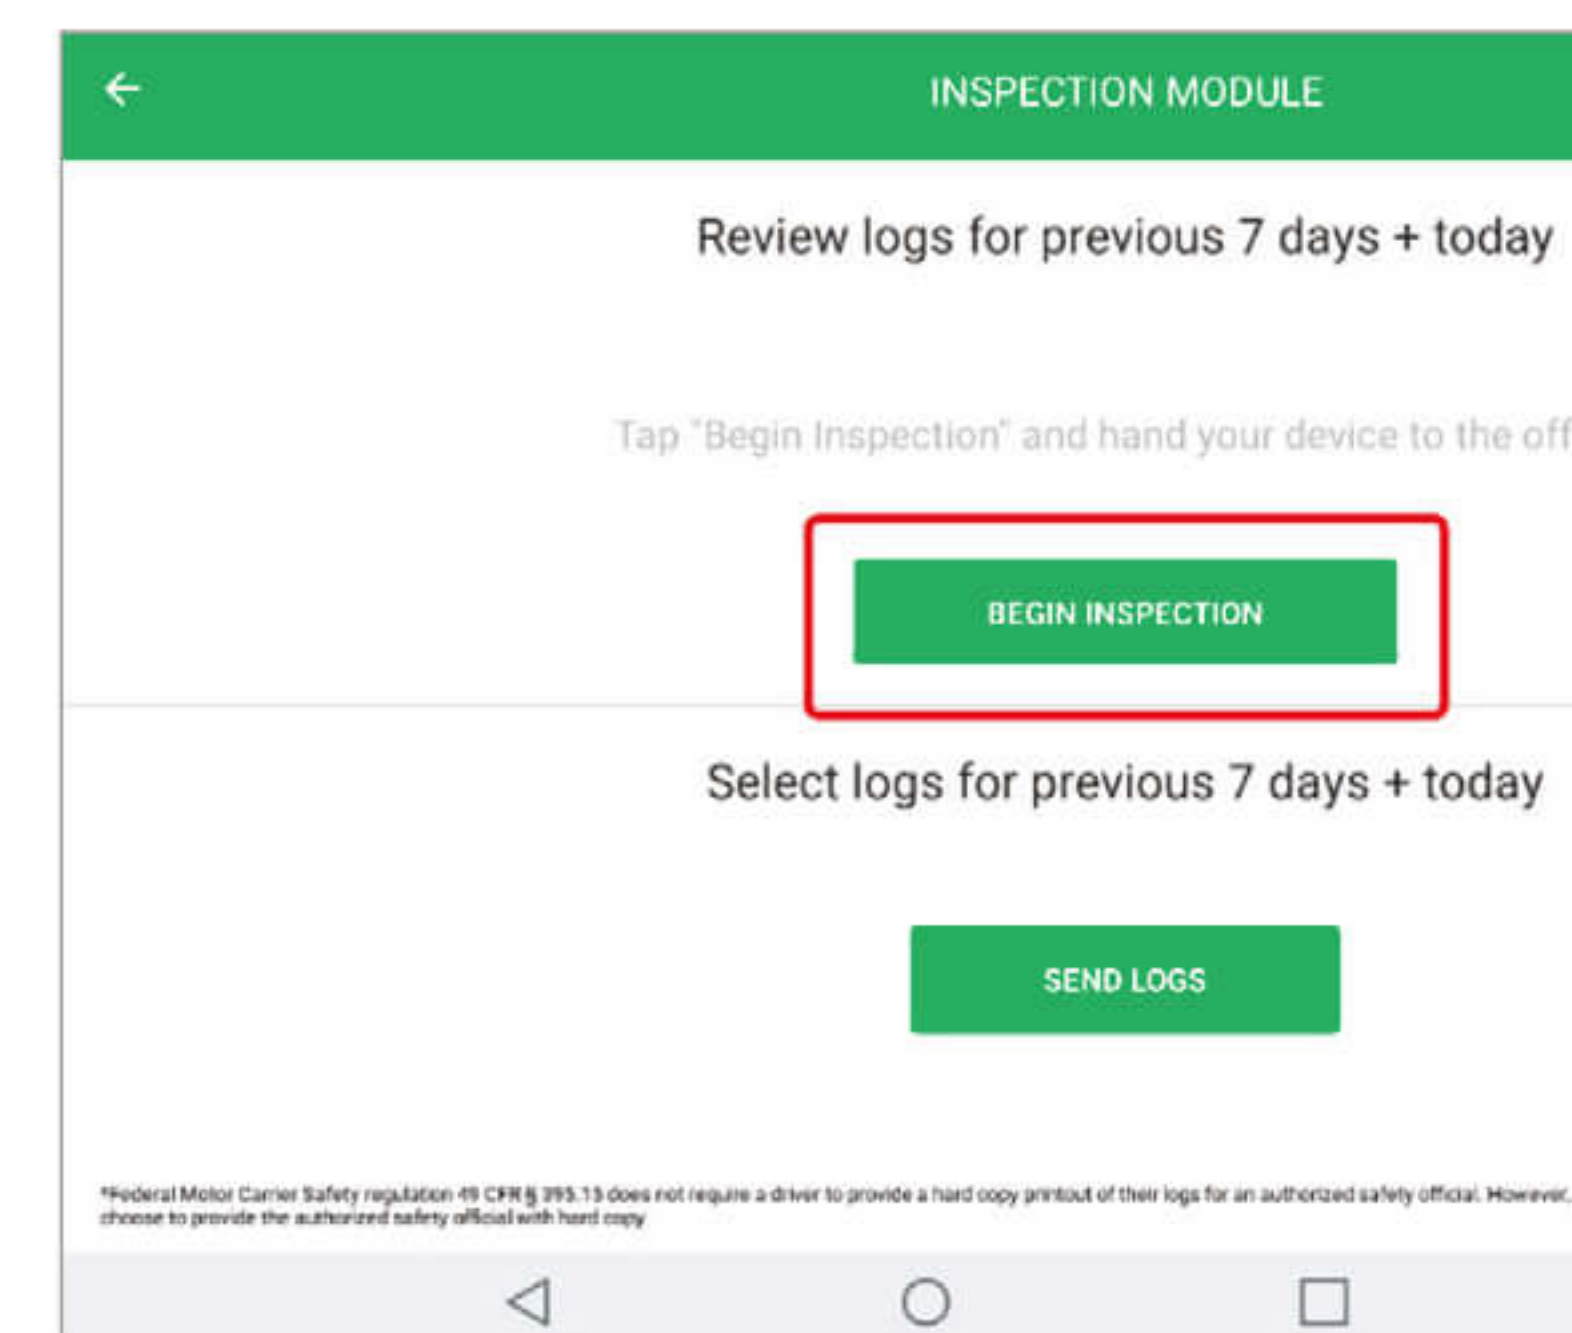 INSPECTION MODULE
Review logs for previous 7 days + today
Tap "Begin Inspection" and hand your device to the off
BEGIN INSPECTION
Select logs for previous 7 days + today
SEND LOGS
*Federal Motor Carrier Safety regulation 49 CFR § 395.15 does not require a driver to provide a hard copy printout of their logs for an authorized safety official. However,
choose to provide the authorized safety official with hard copy